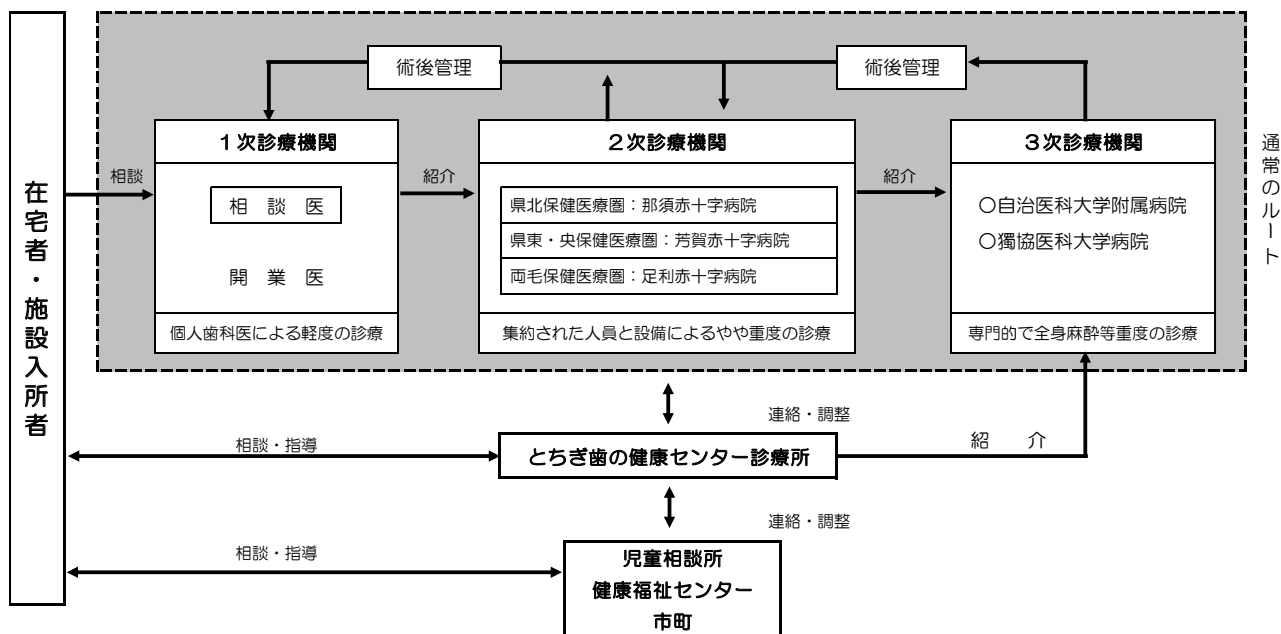 在宅者・施設入所者
術後管理
術後管理
1次診療機関
相談医
開業医
個人歯科医による軽度の診療
2次診療機関
県北保健医療圏：那須赤十字病院
県東・央保健医療圏：芳賀赤十字病院
両毛保健医療圏：足利赤十字病院
集約された人員と設備によるやや重度の診療
3次診療機関
〇自治医科大学附属病院
〇獨協医科大学病院
専門的で全身麻酔等重度の診療
相談
紹介
紹介
通常のルート
連絡・調整
相談・指導
とちぎ歯の健康センター診療所
紹介
連絡・調整
相談・指導
児童相談所
健康福祉センター
市町